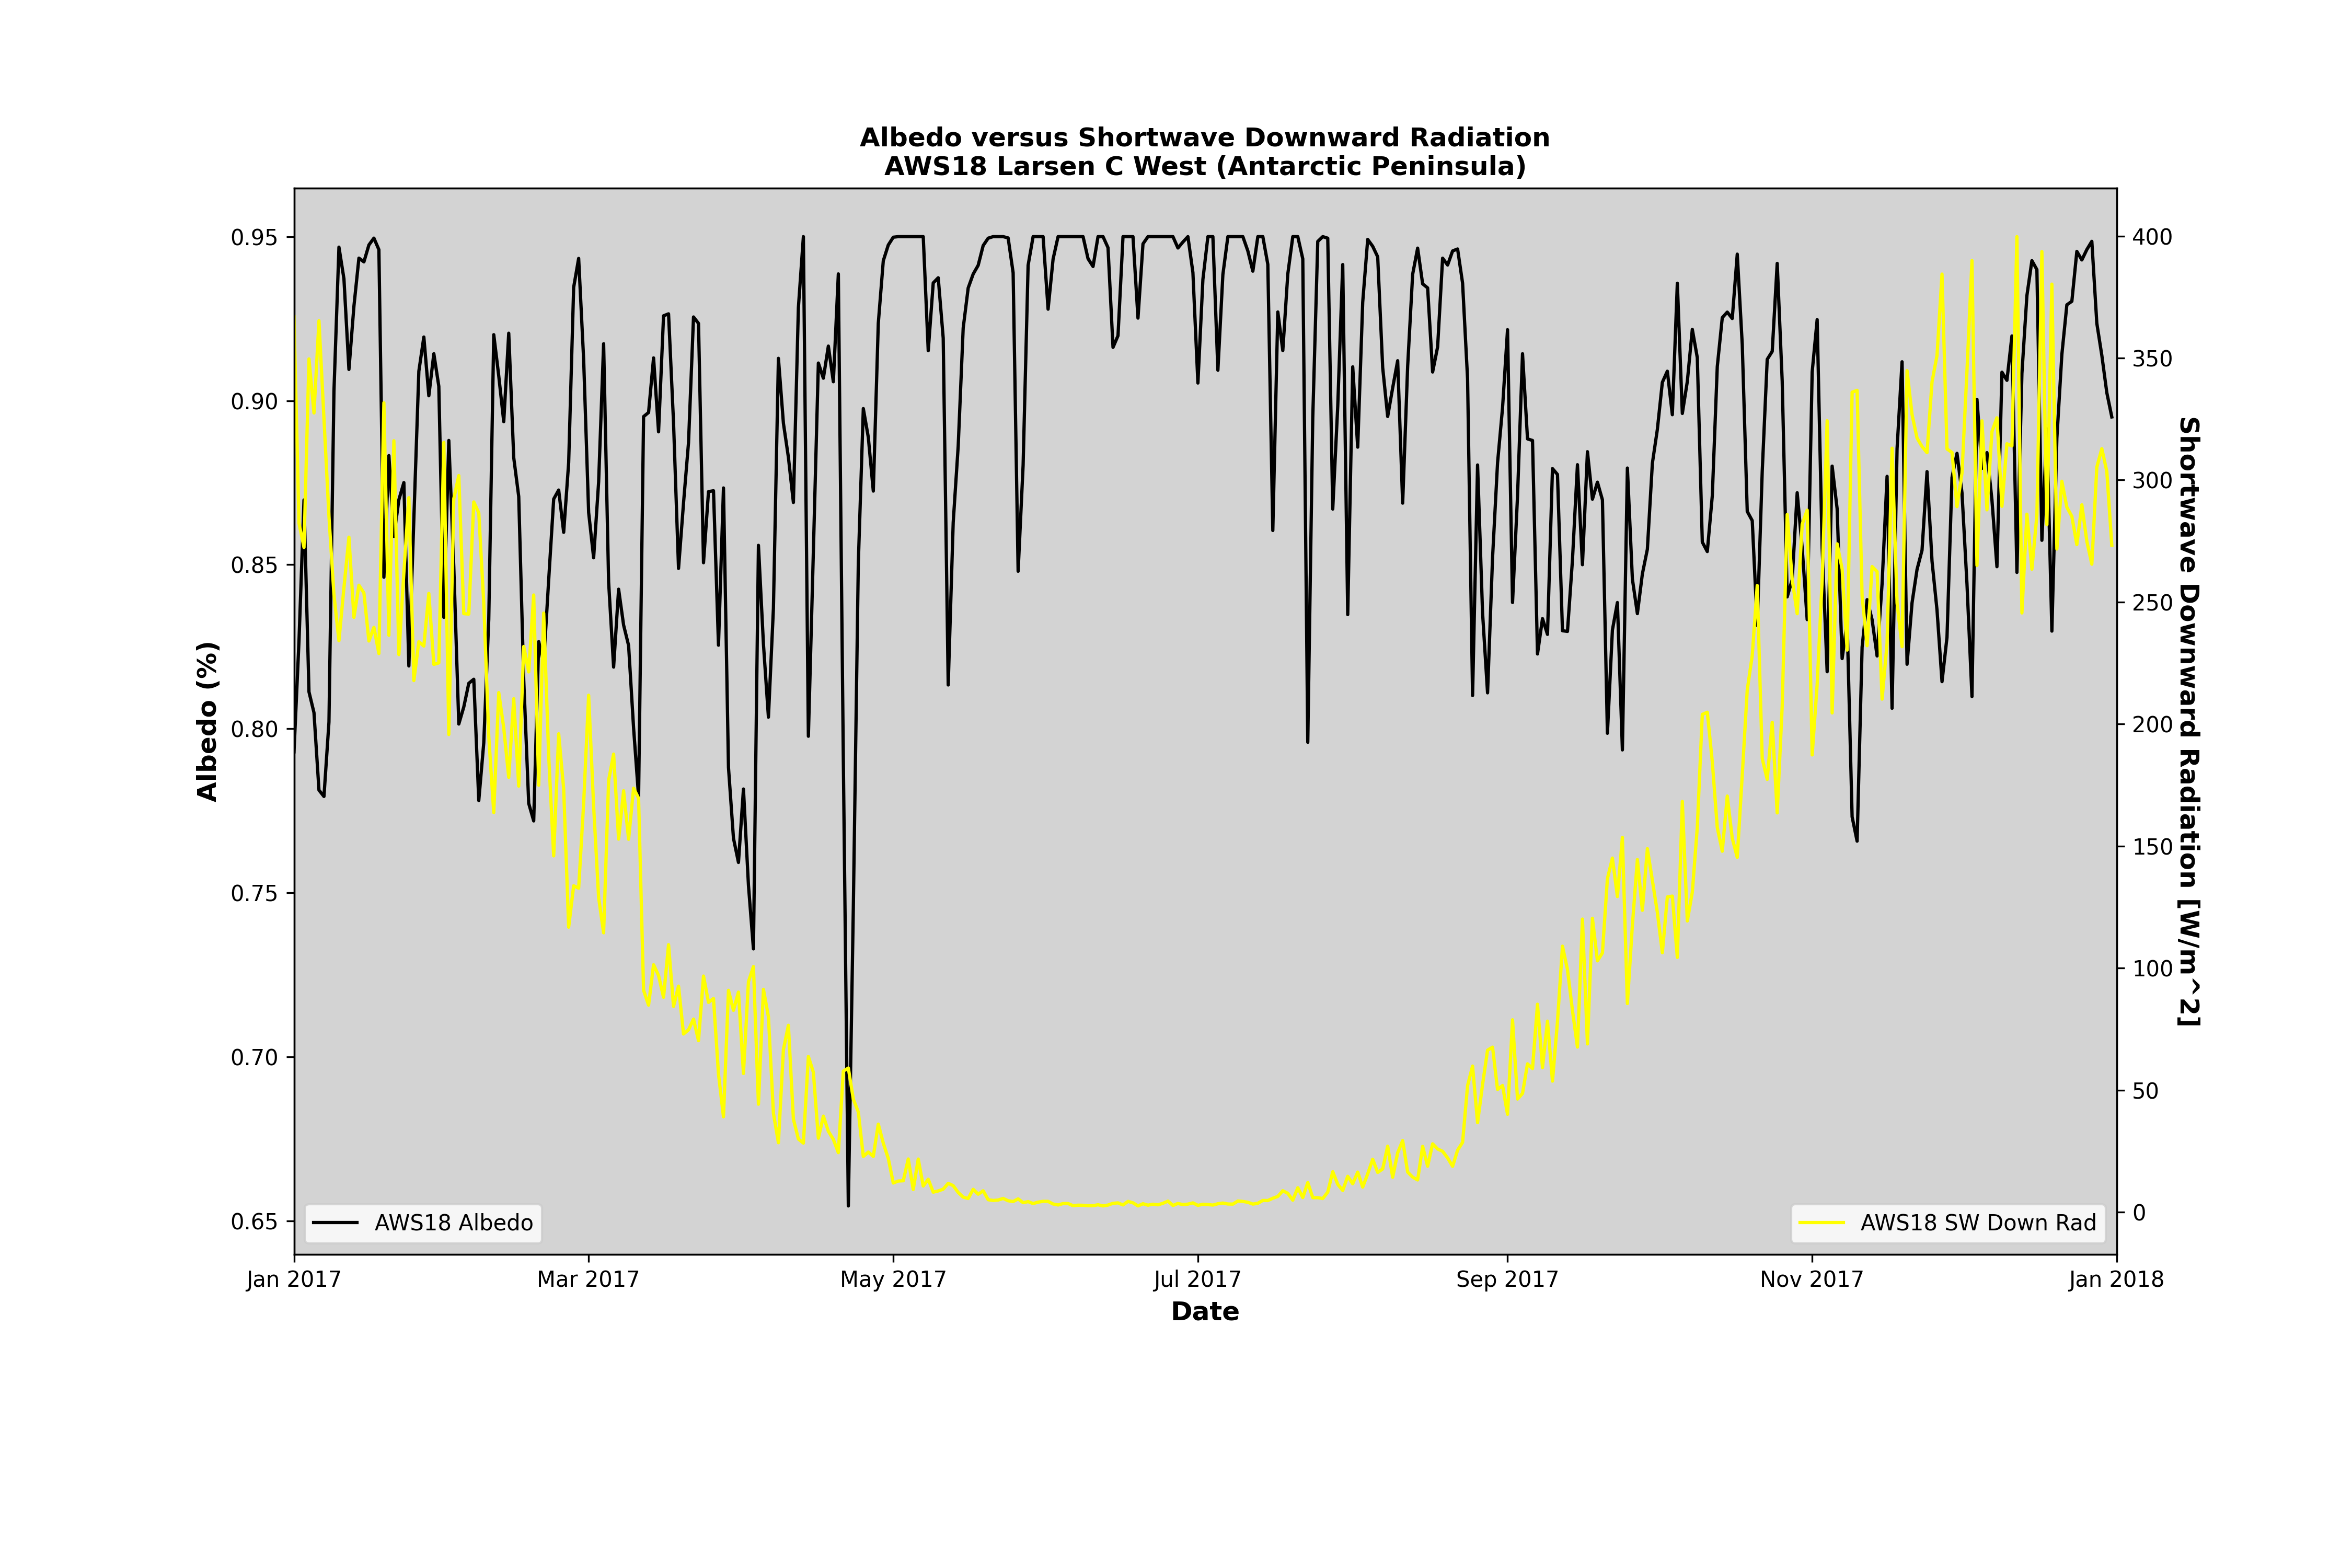 Albedo versus Shortwave Downward Radiation
AWS18 Larsen C West (Antarctic Peninsula)
0.95
0.90
0.85
0.80
0.75
0.70
0.65
Albedo (%)
400
350
300
250
200
150
100
50
0
Shortwave Downward Radiation [W/m^2]
AWS18 Albedo
AWS18 SW Down Rad
Jan 2017
Mar 2017
May 2017
Jul 2017
Sep 2017
Nov 2017
Jan 2018
Date